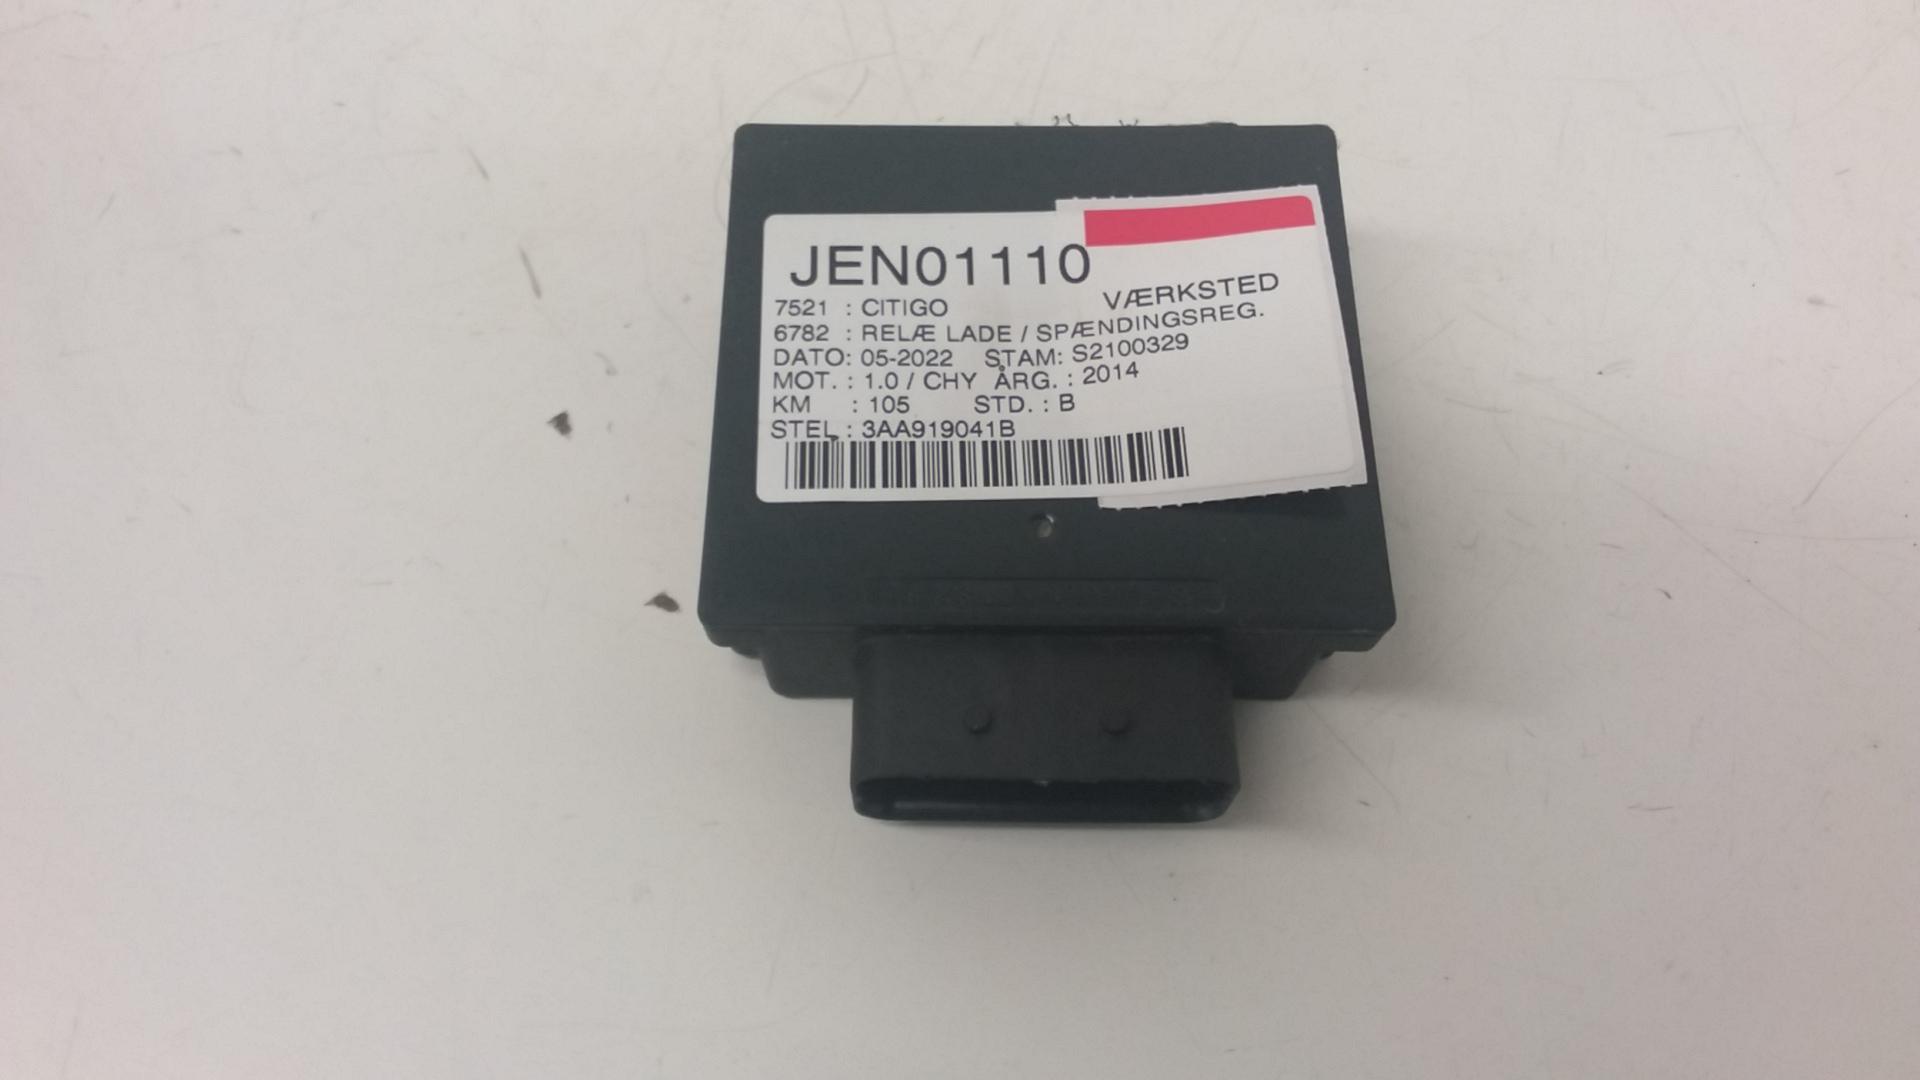 JEN01110
VÆRKSTED
7521 : CITIGO
6782 : RELÆ LADE / SPÆNDINGSREG.
DATO: 05-2022 STAM: S2100329
MOT. : 1.0 / CHY ÅRG. : 2014
KM : 105 STD. : B
STEL : 3AA919041B